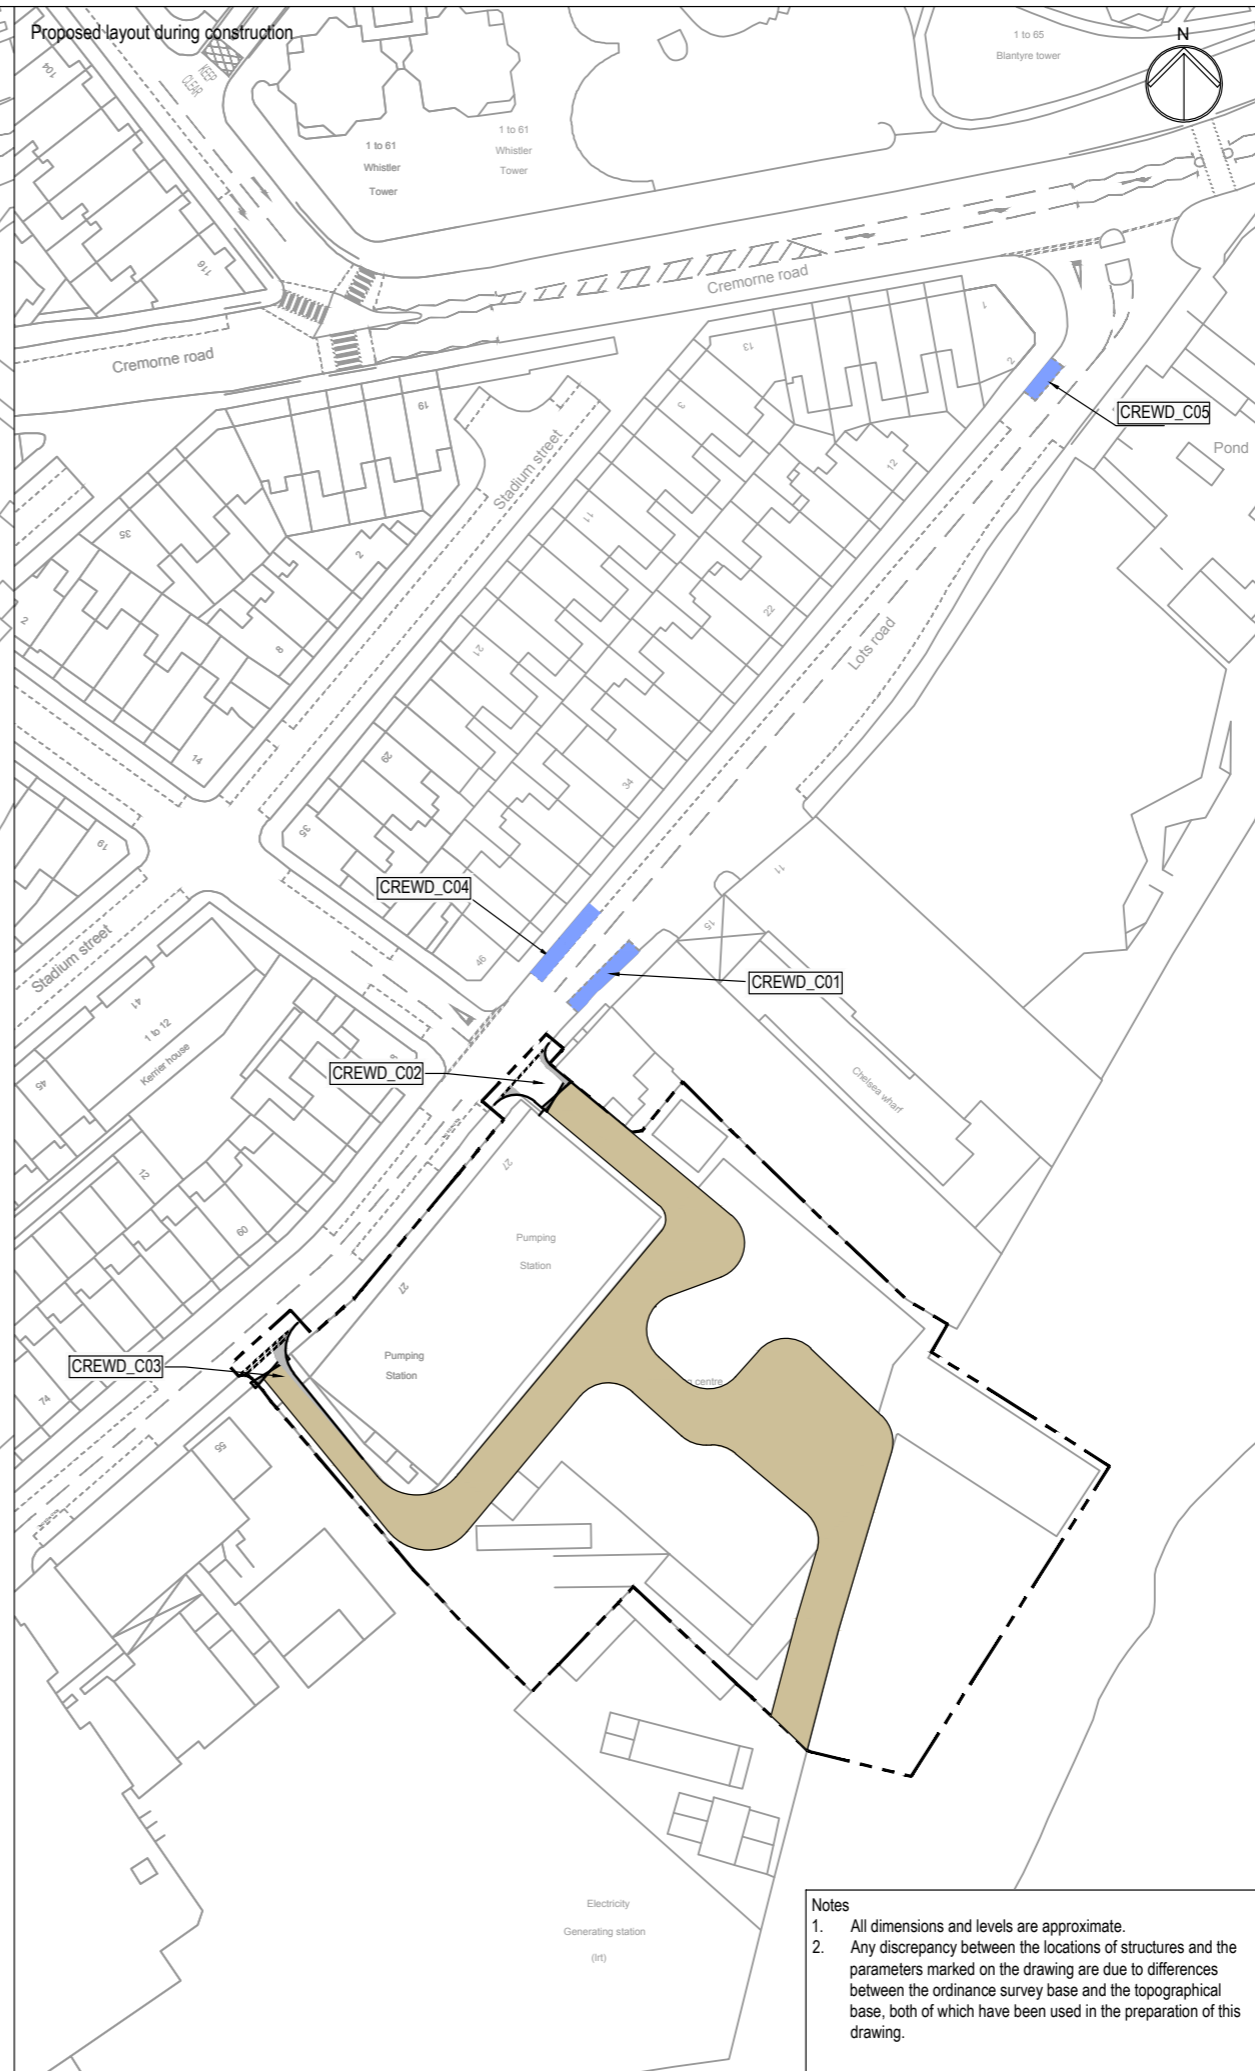 Proposed layout during construction
1 to 65
Blantyre tower
N
104
KEEP
CLEAR
1 to 61
Whistler
Tower
1 to 61
Whistler
Tower
116
Cremorne road
Cremorne road
1
13
2
CREWD_C05
Pond
19
3
12
Stadium street
11
35
2
22
2
8
21
Lots road
14
29
34
35
19
11
CREWD_C04
15
46
CREWD_C01
Stadium street
41
1 to 12
Kerrier house
45
CREWD_C02
Chelsea wharf
27
12
60
Pumping
Station
27
Pumping
Station
CREWD_C03
centre
74
55
Electricity
Generating station
(lrt)
Notes
1. All dimensions and levels are approximate.
2. Any discrepancy between the locations of structures and the
parameters marked on the drawing are due to differences
between the ordinance survey base and the topographical
base, both of which have been used in the preparation of this
drawing.